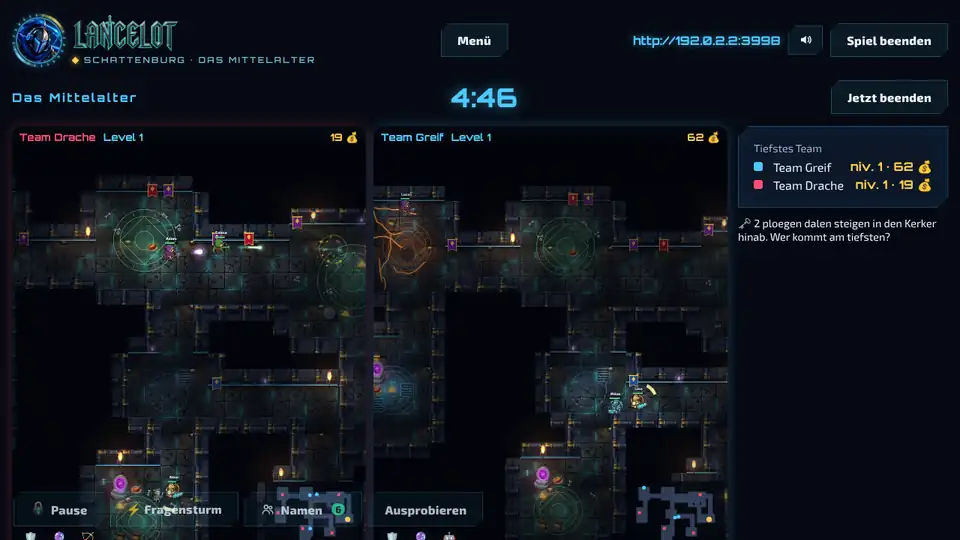 LANCELOT
SCHATTENBURG · DAS MITTELALTER
Menü
http://192.0.2.2:3998
Spiel beenden
Das Mittelalter
4:46
Jetzt beenden
Team Drache Level 1 19
Team Greif Level 1 62
Tiefstes Team
Team Greif niv. 1 · 62
Team Drache niv. 1 · 19
2 ploegen dalen steigen in den Kerker
hinab. Wer kommt am tiefsten?
Pause
Fragensturm
Namen 6
Ausprobieren